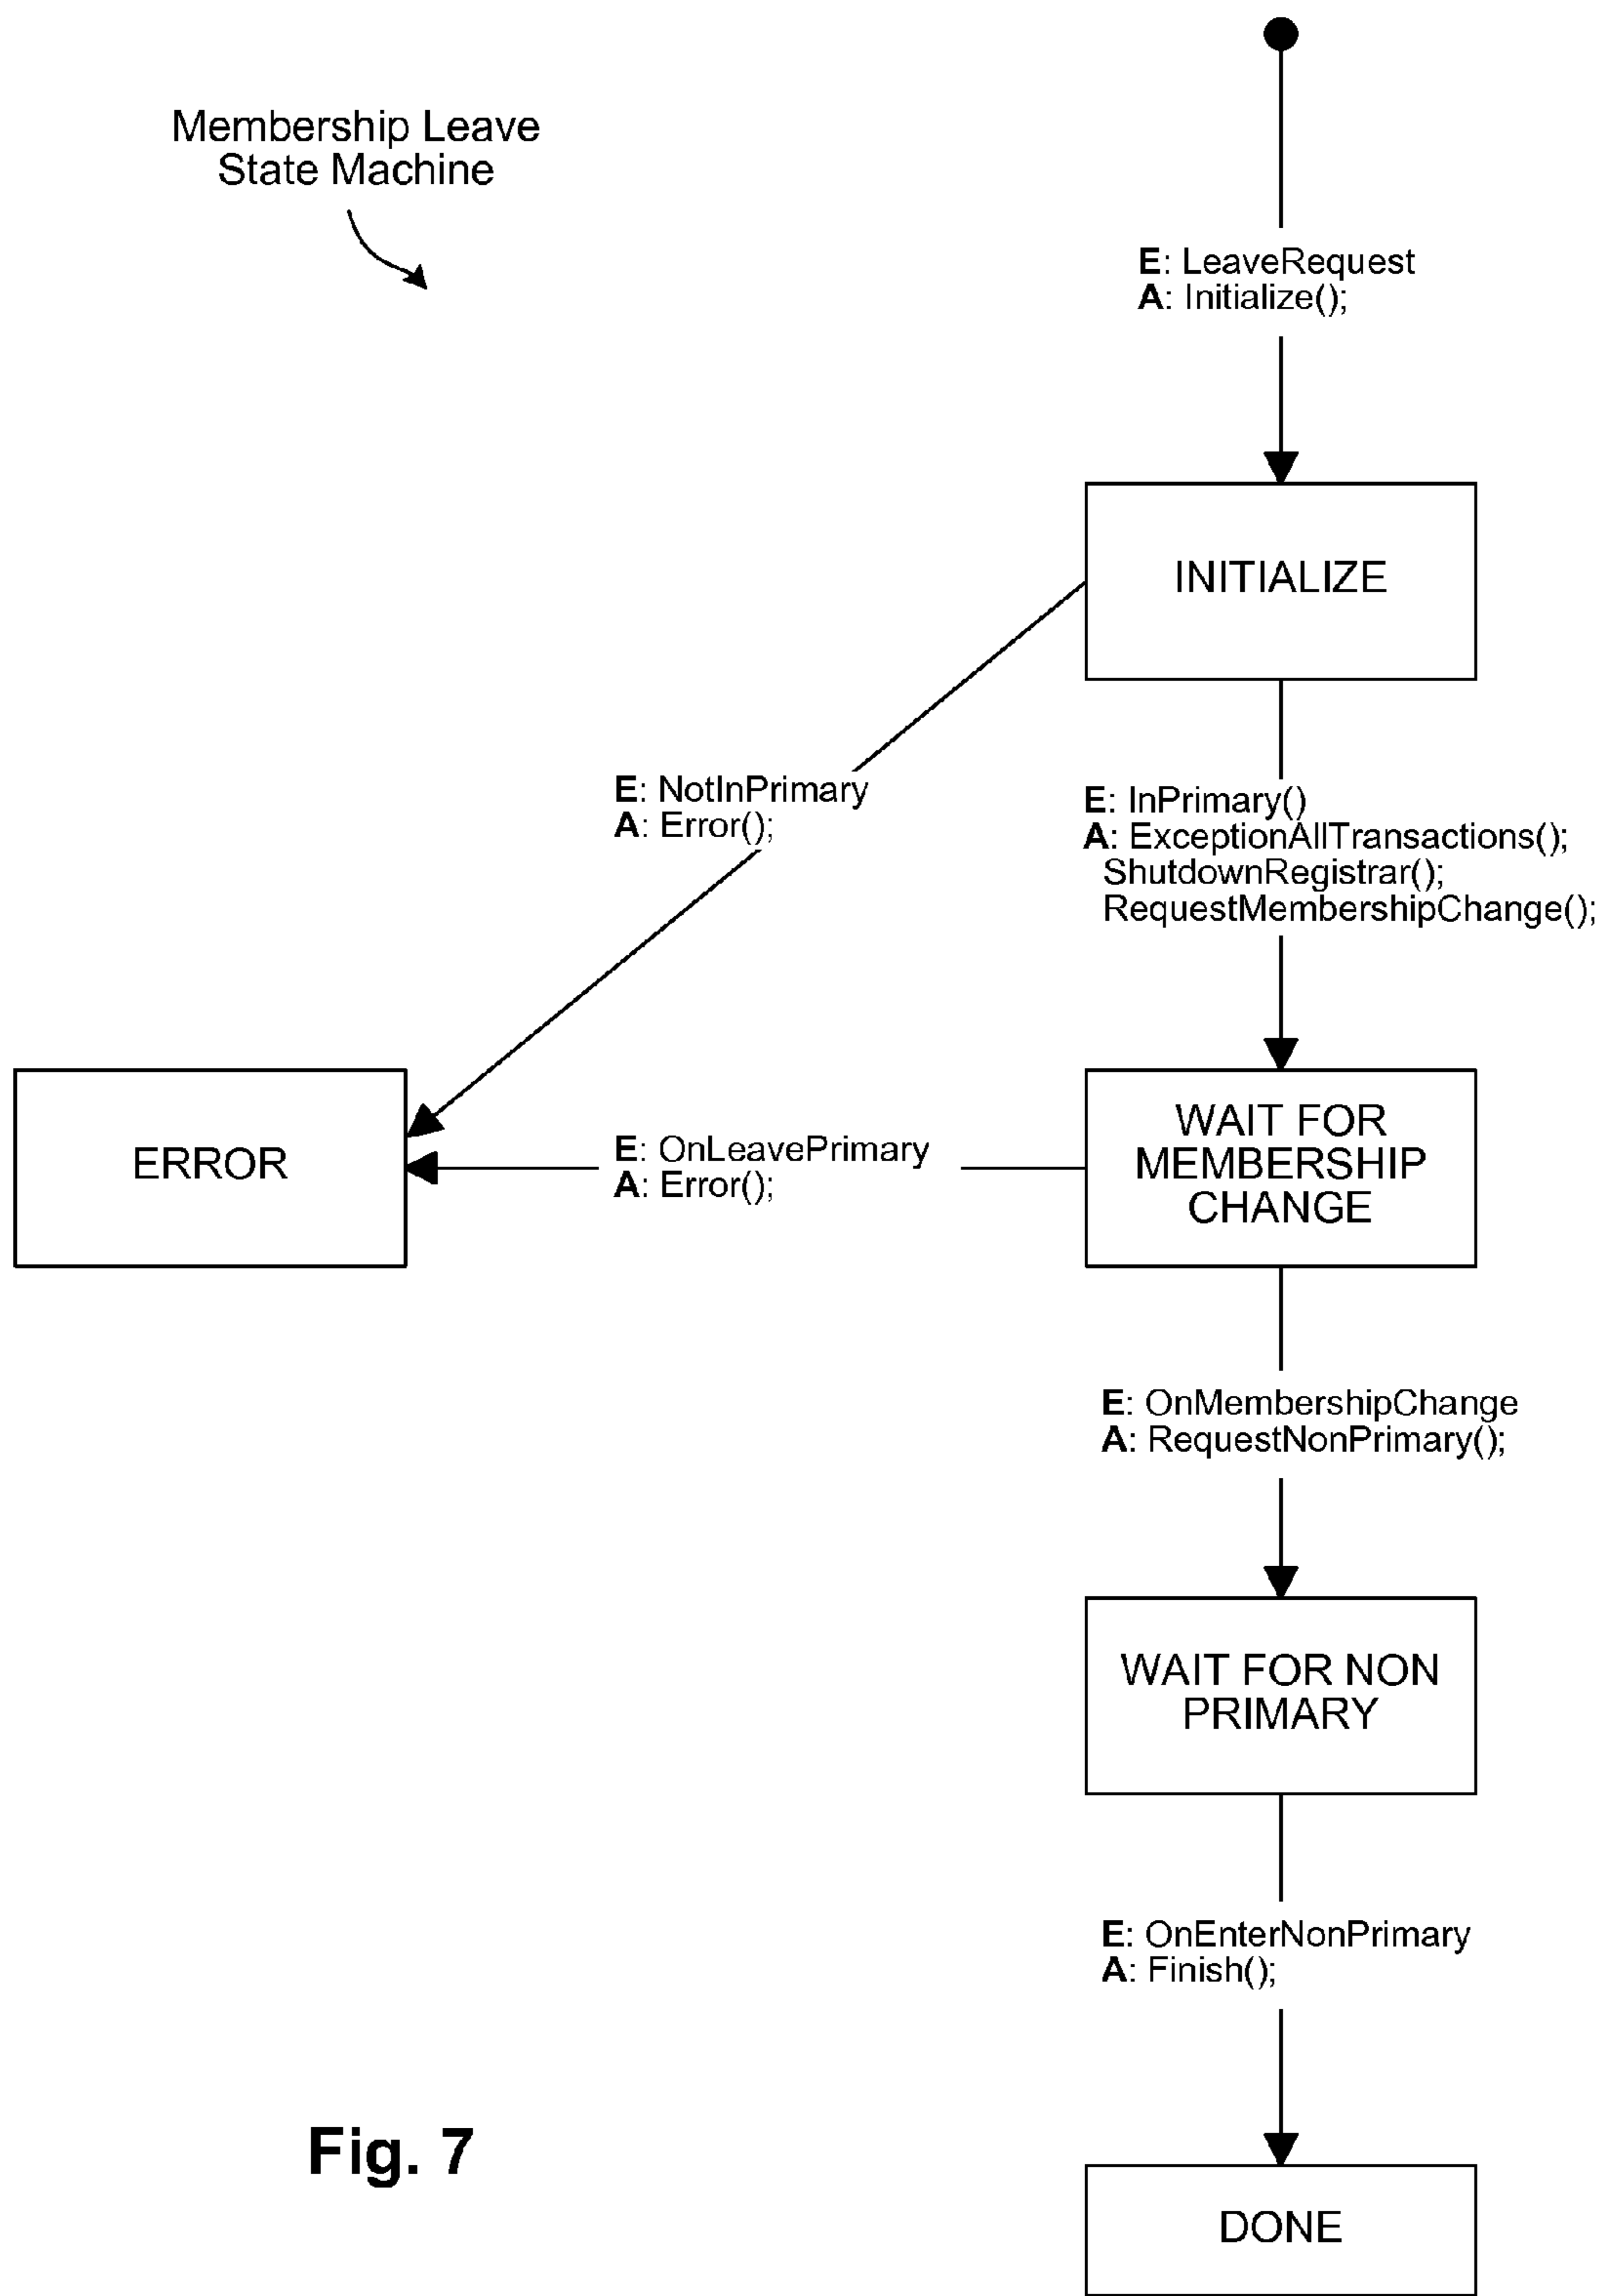 Membership Leave
State Machine
E: LeaveRequest
A: Initialize();
INITIALIZE
E: NotInPrimary
A: Error();
E: InPrimary()
A: ExceptionAllTransactions();
ShutdownRegistrar();
RequestMembershipChange();
ERROR
E: OnLeavePrimary
A: Error();
WAIT FOR
MEMBERSHIP
CHANGE
E: OnMembershipChange
A: RequestNonPrimary();
WAIT FOR NON
PRIMARY
E: OnEnterNonPrimary
A: Finish();
Fig. 7
DONE